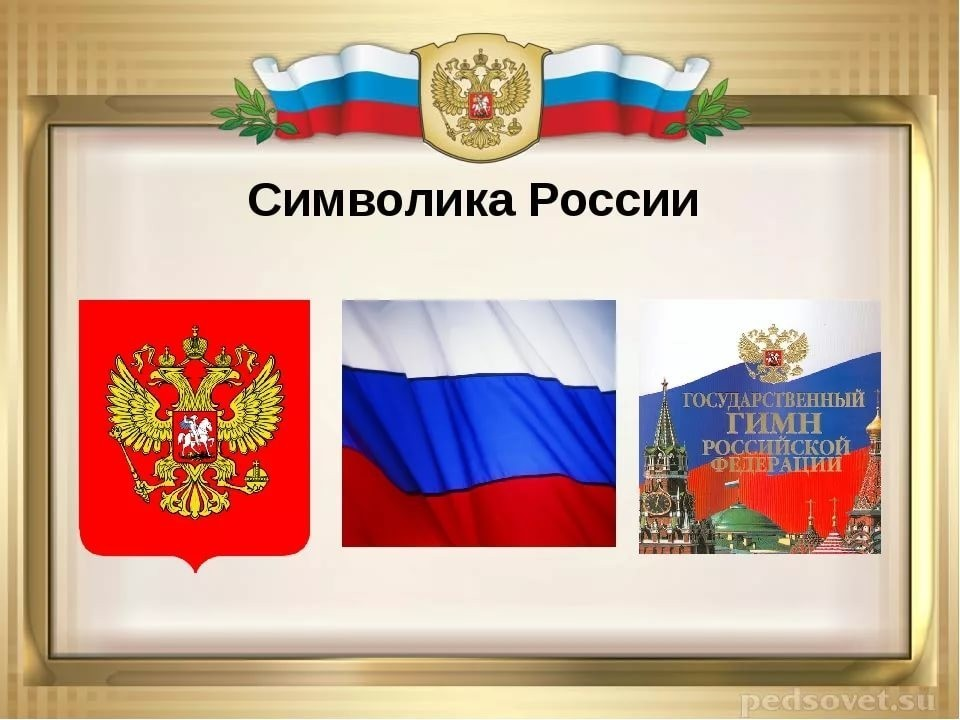 Символика России
ГОСУДАРСТВЕННЫЙ
ГИМН
РОССИЙСКОЙ
ФЕДЕРАЦИИ
pedsovet.su